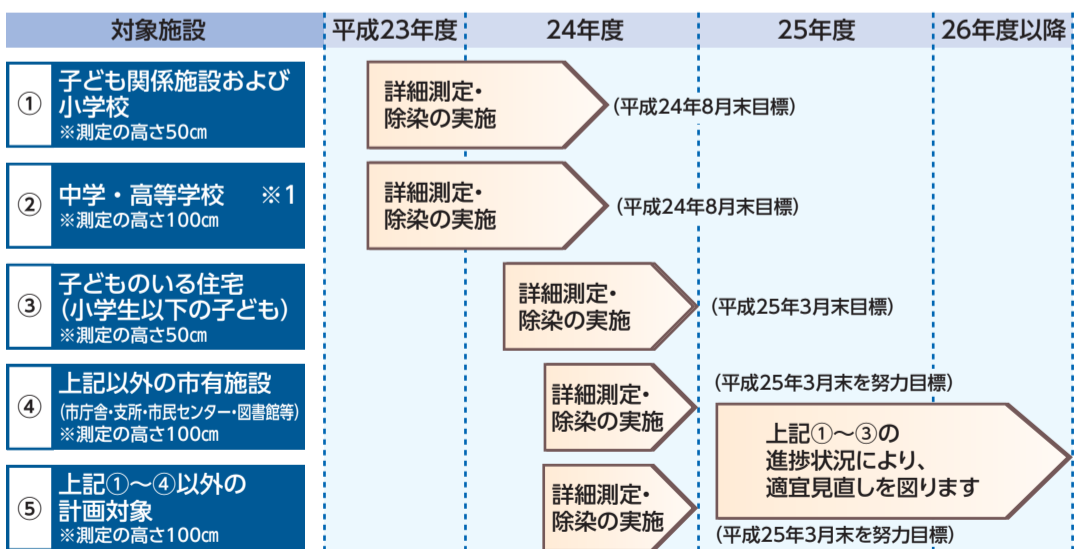 対象施設 平成23年度 24年度 25年度 26年度以降
① 子ども関係施設および
小学校
※測定の高さ50㎝
詳細測定・
除染の実施
(平成24年8月末目標)
② 中学・高等学校 ※1
※測定の高さ100㎝
詳細測定・
除染の実施
(平成24年8月末目標)
③ 子どものいる住宅
(小学生以下の子ども)
※測定の高さ50㎝
詳細測定・
除染の実施
(平成25年3月末目標)
④ 上記以外の市有施設
(市庁舎・支所・市民センター・図書館等)
※測定の高さ100㎝
詳細測定・
除染の実施
(平成25年3月末を努力目標)
上記①〜③の
進捗状況により、
適宜見直しを図ります
⑤ 上記①〜④以外の
計画対象
※測定の高さ100㎝
詳細測定・
除染の実施
(平成25年3月末を努力目標)